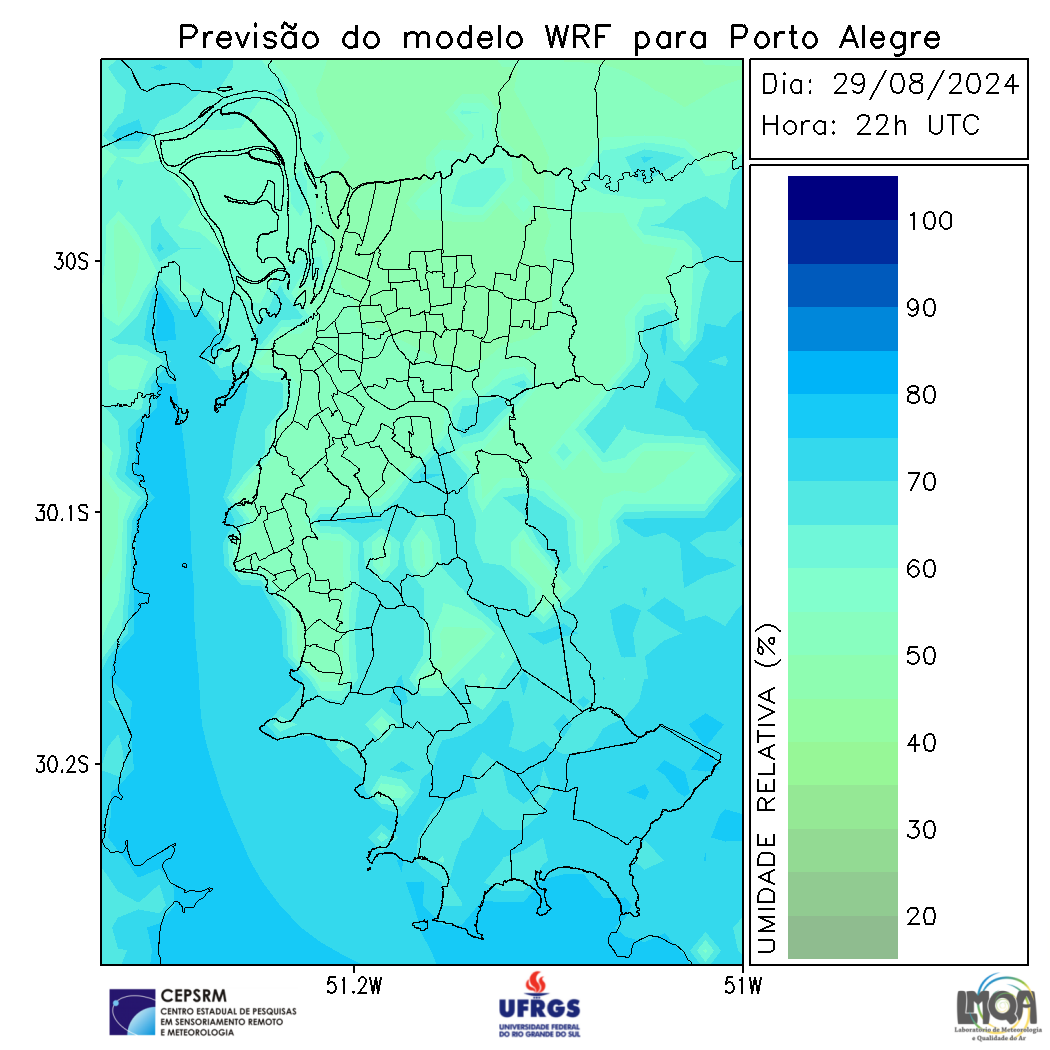 Previsão do modelo WRF para Porto Alegre
Dia: 29/08/2024
Hora: 22h UTC
100
90
80
70
60
50
40
30
20
UMIDADE RELATIVA (%)
30S
30.1S
30.2S
51.2W
51W
CEPSRM
CENTRO ESTADUAL DE PESQUISAS
EM SENSORIAMENTO REMOTO
E METEOROLOGIA
UFRGS
UNIVERSIDADE FEDERAL
DO RIO GRANDE DO SUL
LMQA
Laboratório de Meteorologia
e Qualidade do Ar